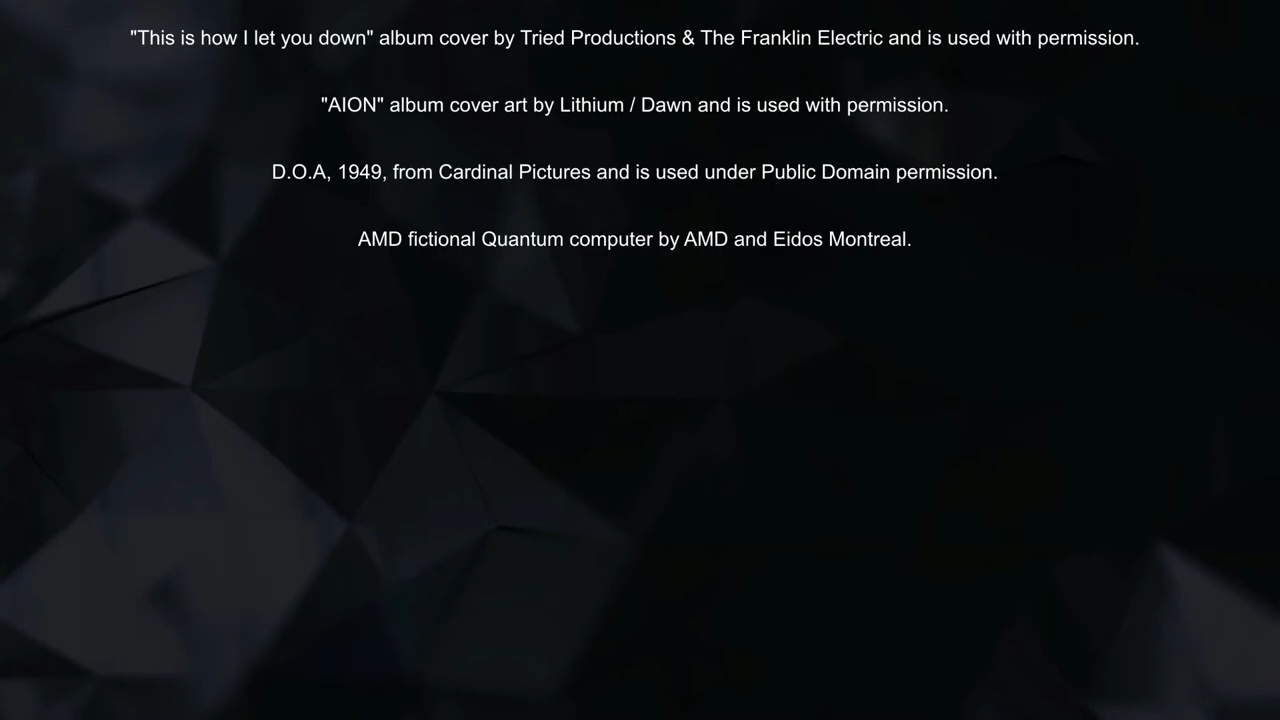 "This is how I let you down" album cover by Tried Productions & The Franklin Electric and is used with permission.
"AION" album cover art by Lithium / Dawn and is used with permission.
D.O.A, 1949, from Cardinal Pictures and is used under Public Domain permission.
AMD fictional Quantum computer by AMD and Eidos Montreal.